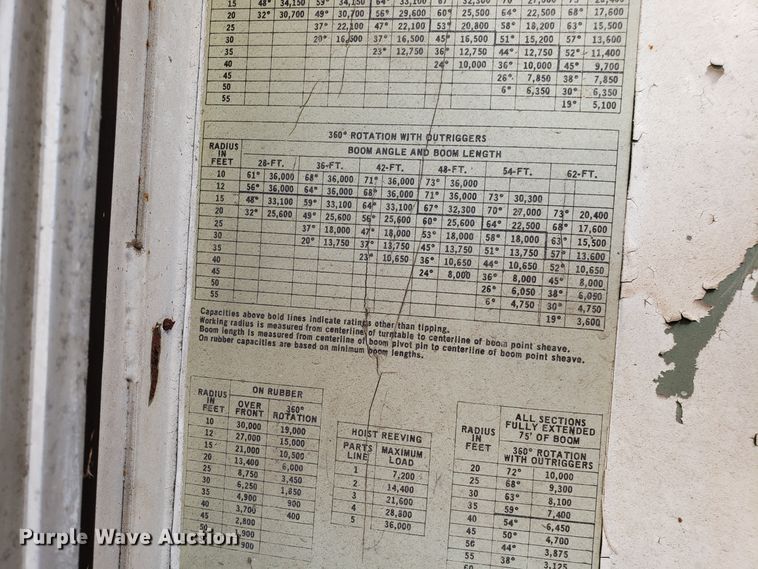 15 48° 34,150 59° 34,150 64° 33,100 67° 32,300 70° 27,000 73° 20,400
20 32° 30,700 49° 30,700 56° 29,600 60° 25,500 64° 22,500 68° 17,600
25 37° 22,100 47° 22,100 53° 20,800 58° 18,200 63° 15,500
30 20° 16,500 37° 16,500 45° 16,500 51° 15,200 57° 13,600
35 23° 12,750 36° 12,750 44° 12,750 52° 11,400
40 24° 10,000 36° 10,000 45° 9,700
45 26° 7,850 38° 7,850
50 6° 6,350 30° 6,350
55 19° 5,100
360° ROTATION WITH OUTRIGGERS
RADIUS IN FEET BOOM ANGLE AND BOOM LENGTH
28-FT. 36-FT. 42-FT. 48-FT. 54-FT. 62-FT.
10 61° 36,000 68° 36,000 71° 36,000 73° 36,000
12 56° 36,000 64° 36,000 68° 36,000 71° 36,000 73° 30,300
15 48° 33,100 59° 33,100 64° 33,100 67° 32,300 70° 27,000 73° 20,400
20 32° 25,600 49° 25,600 56° 25,600 60° 25,600 64° 22,500 68° 17,600
25 37° 18,000 47° 18,000 53° 18,000 58° 18,000 63° 15,500
30 20° 13,750 37° 13,750 45° 13,750 51° 13,750 57° 13,600
35 23° 10,650 36° 10,650 44° 10,650 52° 10,650
40 24° 8,000 36° 8,000 45° 8,000
45 26° 6,050 38° 6,050
50 6° 4,750 30° 4,750
55 19° 3,600
Capacities above bold lines indicate ratings other than tipping.
Working radius is measured from centerline of turntable to centerline of boom point sheave.
Boom length is measured from centerline of boom pivot pin to centerline of boom point sheave.
On rubber capacities are based on minimum boom lengths.
RADIUS IN FEET ON RUBBER
OVER FRONT 360° ROTATION
10 30,000 19,000
12 27,000 15,000
15 21,000 10,500
20 13,400 6,000
25 8,750 3,450
30 6,250 1,850
35 4,900 900
40 3,700 400
45 2,800
50 1,900
900
HOIST REEVING
PARTS LINE MAXIMUM LOAD
1 7,200
2 14,400
3 21,600
4 28,800
5 36,000
RADIUS IN FEET ALL SECTIONS FULLY EXTENDED 75' OF BOOM
360° ROTATION WITH OUTRIGGERS
20 72° 10,000
25 68° 9,300
30 63° 8,100
35 59° 7,400
40 54° 6,450
45 50° 4,700
50 44° 3,875
55 38° 3,125
60
Purple Wave Auction